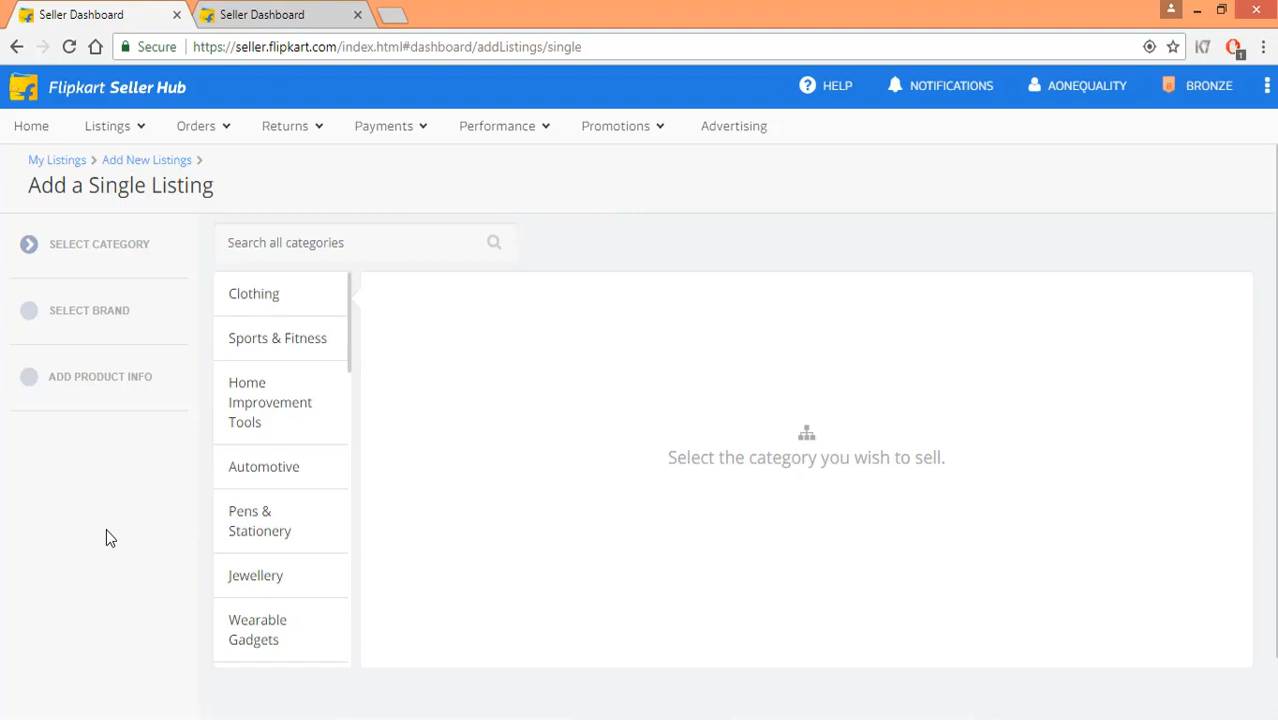 Seller Dashboard
Seller Dashboard
Secure
https://seller.flipkart.com/index.html#dashboard/addListings/single
K7
1
Flipkart Seller Hub
HELP
NOTIFICATIONS
AONEQUALITY
BRONZE
Home
Listings
Orders
Returns
Payments
Performance
Promotions
Advertising
My Listings
Add New Listings
Add a Single Listing
SELECT CATEGORY
SELECT BRAND
ADD PRODUCT INFO
Search all categories
Clothing
Sports & Fitness
Home
Improvement
Tools
Automotive
Pens &
Stationery
Jewellery
Wearable
Gadgets
Select the category you wish to sell.